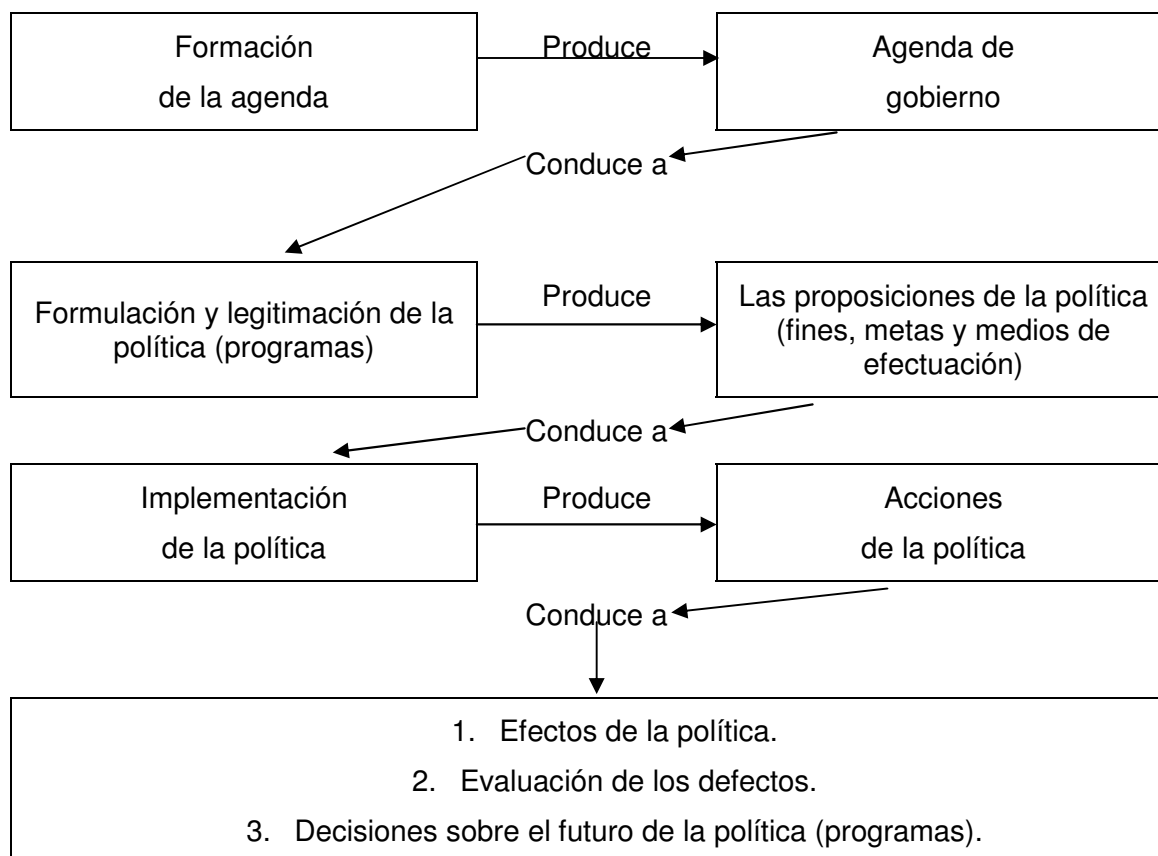 Formación
de la agenda
Produce
Agenda de
gobierno
Conduce a
Formulación y legitimación de la
política (programas)
Produce
Las proposiciones de la política
(fines, metas y medios de
efectuación)
Conduce a
Implementación
de la política
Produce
Acciones
de la política
Conduce a
1. Efectos de la política.
2. Evaluación de los defectos.
3. Decisiones sobre el futuro de la política (programas).